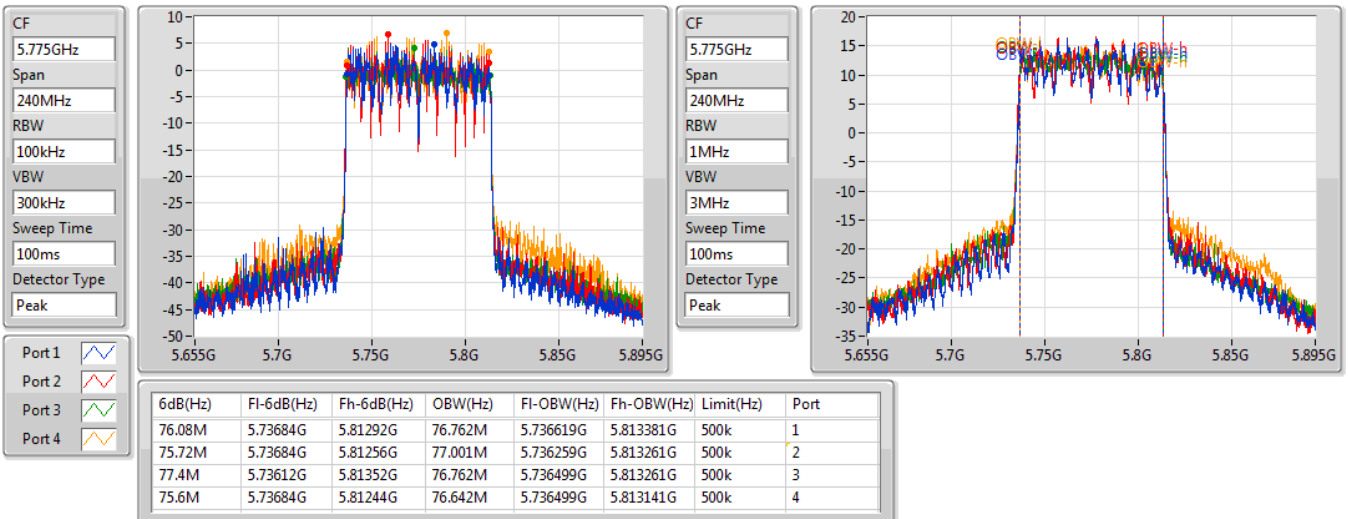 CF
5.775GHz
Span
240MHz
RBW
100kHz
VBW
300kHz
Sweep Time
100ms
Detector Type
Peak
10
5
0
-5
-10
-15
-20
-25
-30
-35
-40
-45
-50
5.655G 5.7G 5.75G 5.8G 5.85G 5.895G
CF
5.775GHz
Span
240MHz
RBW
1MHz
VBW
3MHz
Sweep Time
100ms
Detector Type
Peak
20
15
10
5
0
-5
-10
-15
-20
-25
-30
-35
5.655G 5.7G 5.75G 5.8G 5.85G 5.895G
Port 1
Port 2
Port 3
Port 4
6dB(Hz) Fl-6dB(Hz) Fh-6dB(Hz) OBW(Hz) Fl-OBW(Hz) Fh-OBW(Hz) Limit(Hz) Port
76.08M 5.73684G 5.81292G 76.762M 5.736619G 5.813381G 500k 1
75.72M 5.73684G 5.81256G 77.001M 5.736259G 5.813261G 500k 2
77.4M 5.73612G 5.81352G 76.762M 5.736499G 5.813261G 500k 3
75.6M 5.73684G 5.81244G 76.642M 5.736499G 5.813141G 500k 4